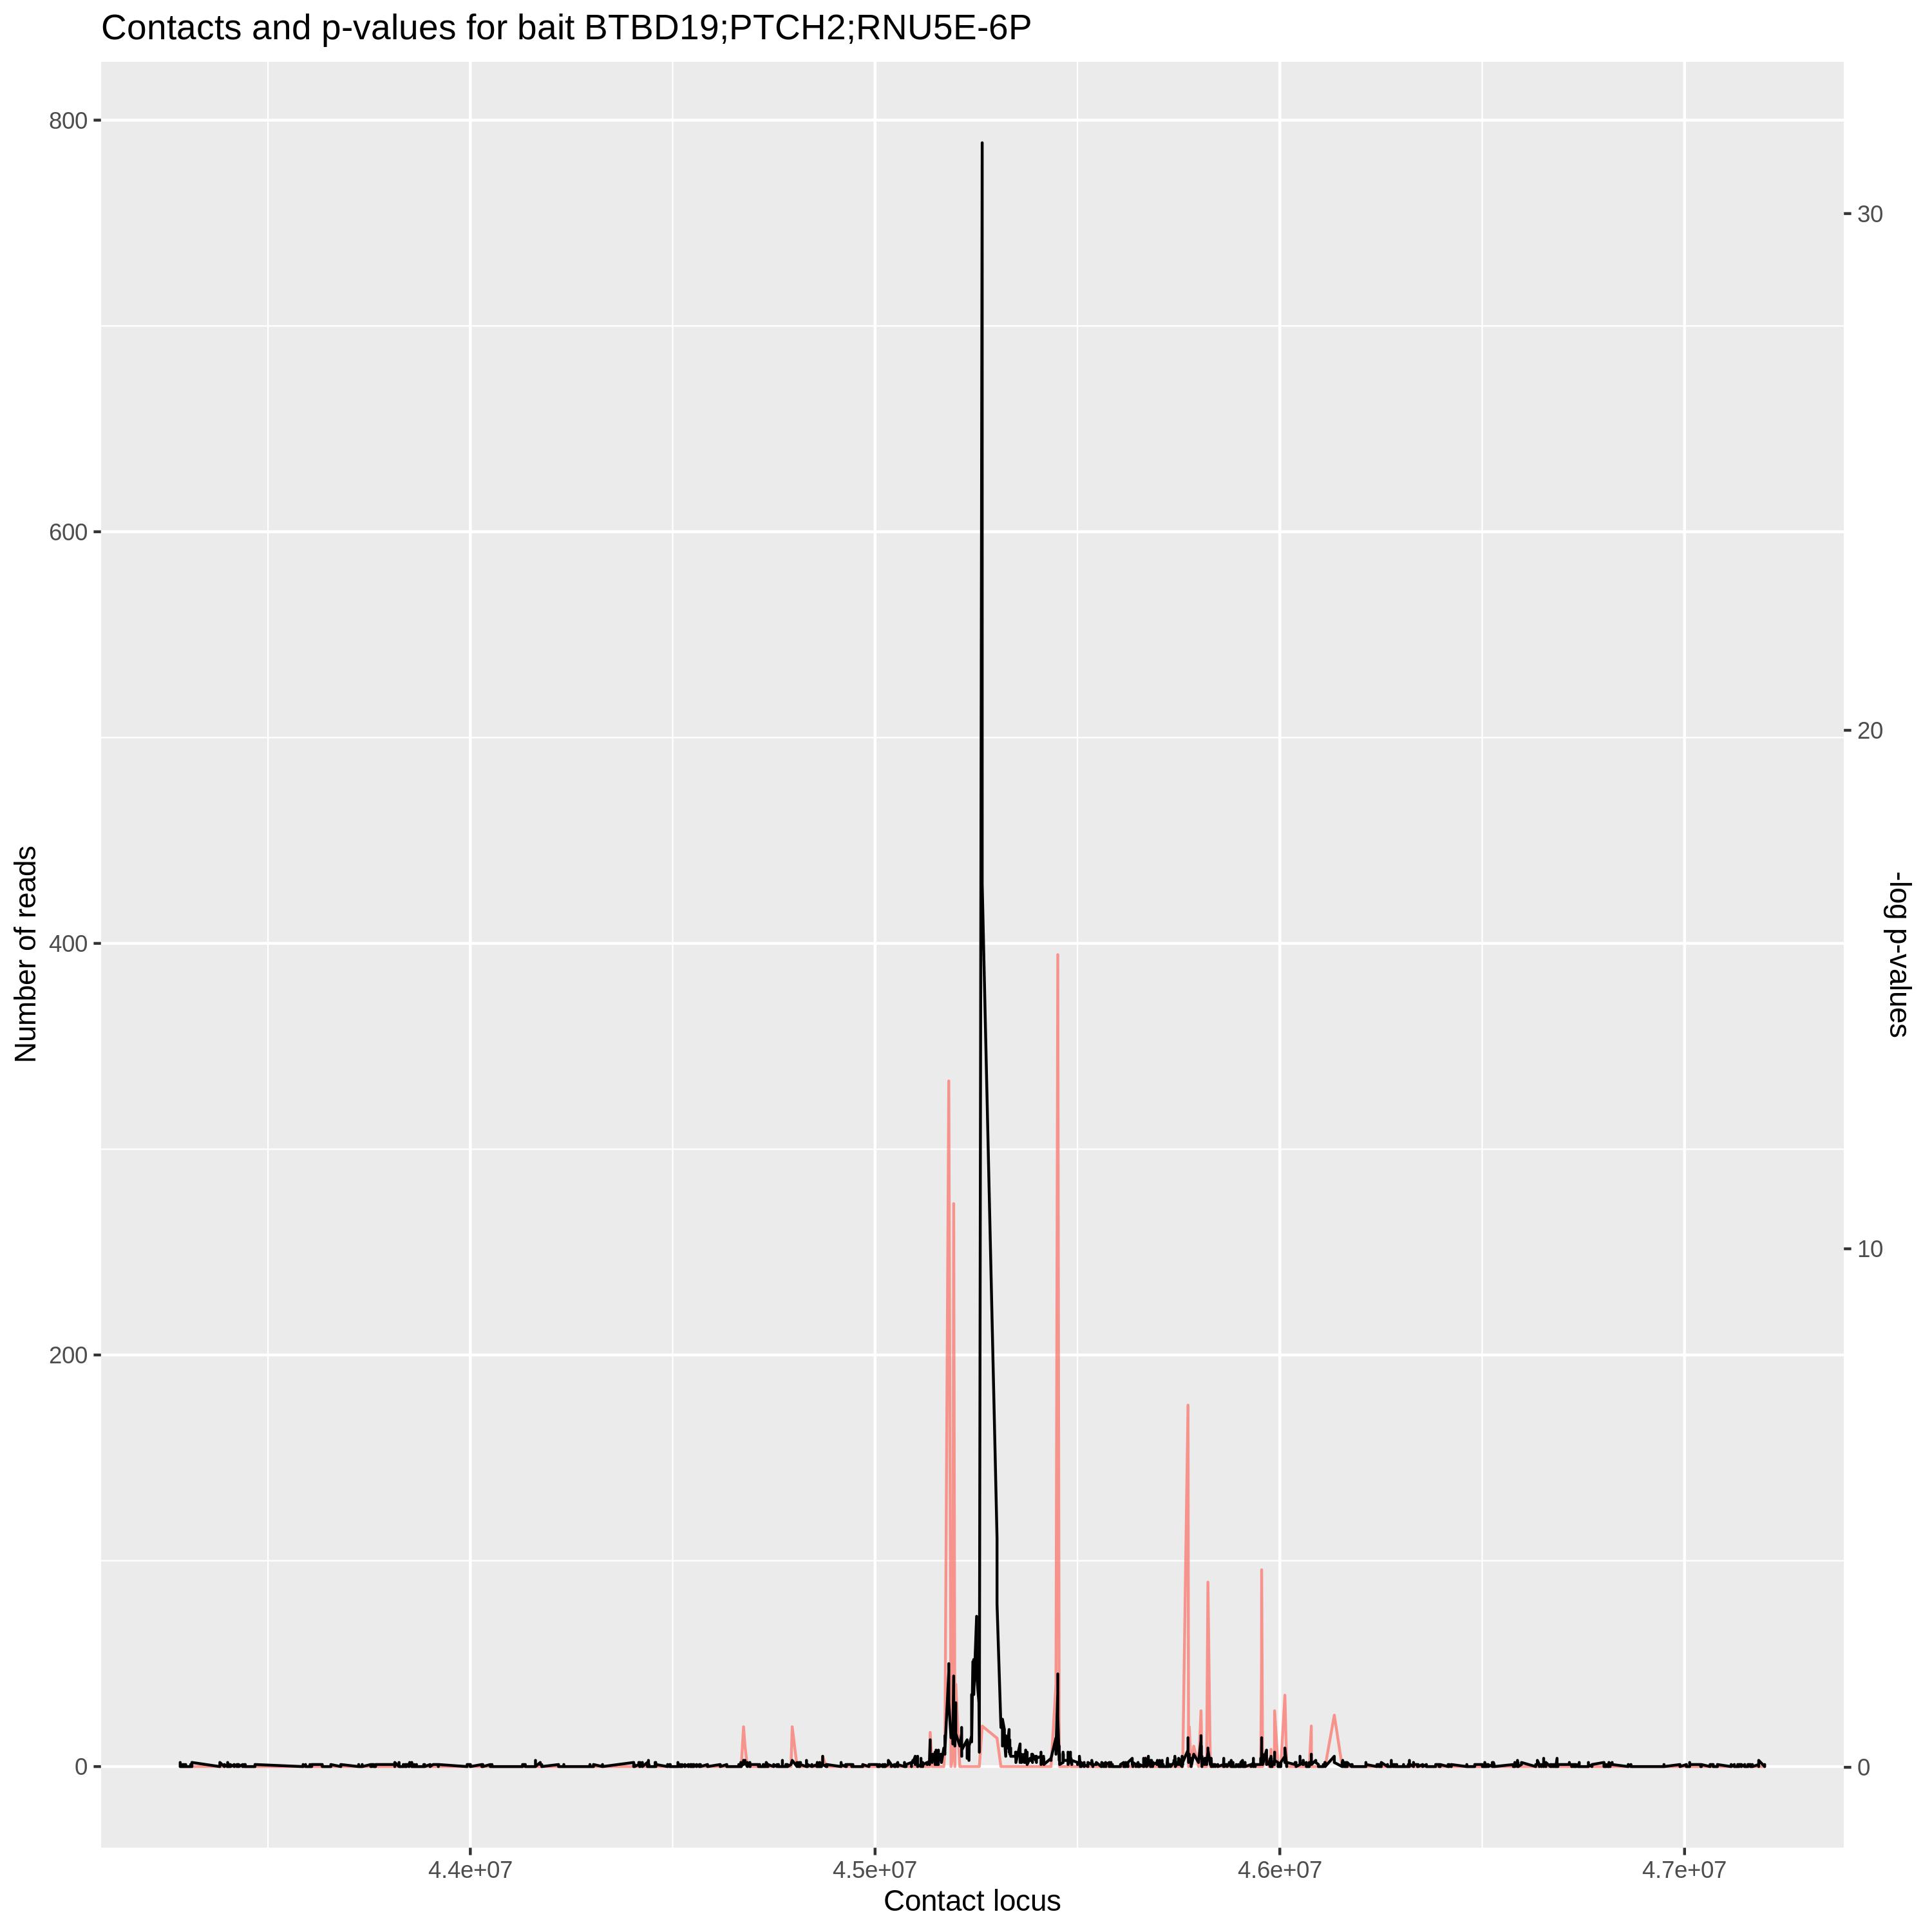 Contacts and p-values for bait BTBD19;PTCH2;RNU5E-6P
800
600
400
200
0
Number of reads
30
20
10
0
-log p-values
4.4e+07
4.5e+07
4.6e+07
4.7e+07
Contact locus